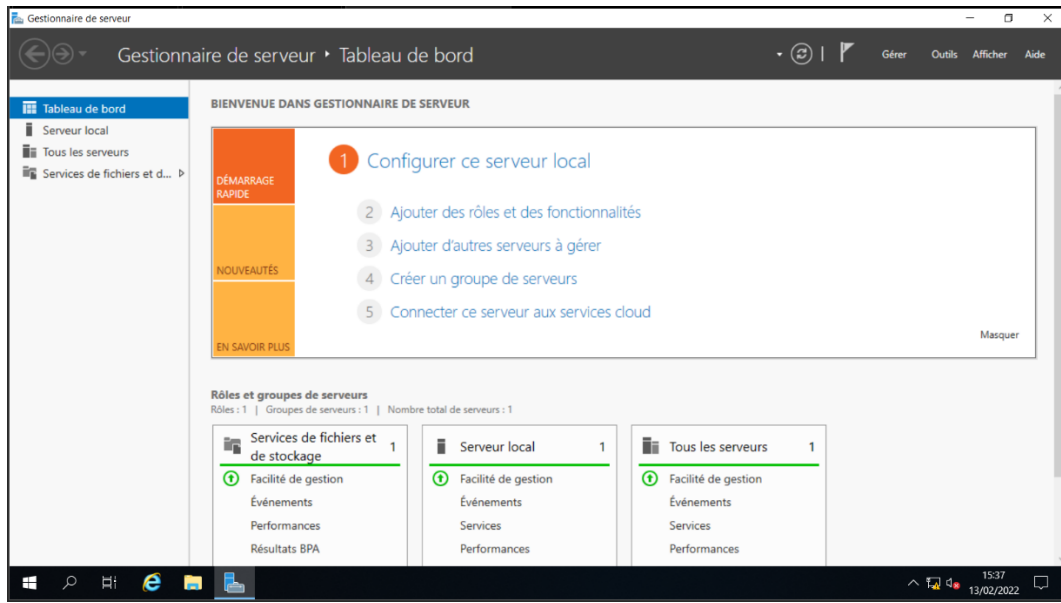 Gestionnaire de serveur
Gestionnaire de serveur ‣ Tableau de bord
Gérer Outils Afficher Aide
Tableau de bord
Serveur local
Tous les serveurs
Services de fichiers et d...
BIENVENUE DANS GESTIONNAIRE DE SERVEUR
DÉMARRAGE
RAPIDE
NOUVEAUTÉS
EN SAVOIR PLUS
1 Configurer ce serveur local
2 Ajouter des rôles et des fonctionnalités
3 Ajouter d'autres serveurs à gérer
4 Créer un groupe de serveurs
5 Connecter ce serveur aux services cloud
Masquer
Rôles et groupes de serveurs
Rôles : 1 | Groupes de serveurs : 1 | Nombre total de serveurs : 1
Services de fichiers et
de stockage
1
Facilité de gestion
Événements
Performances
Résultats BPA
Serveur local 1
Facilité de gestion
Événements
Services
Performances
Tous les serveurs 1
Facilité de gestion
Événements
Services
Performances
15:37
13/02/2022